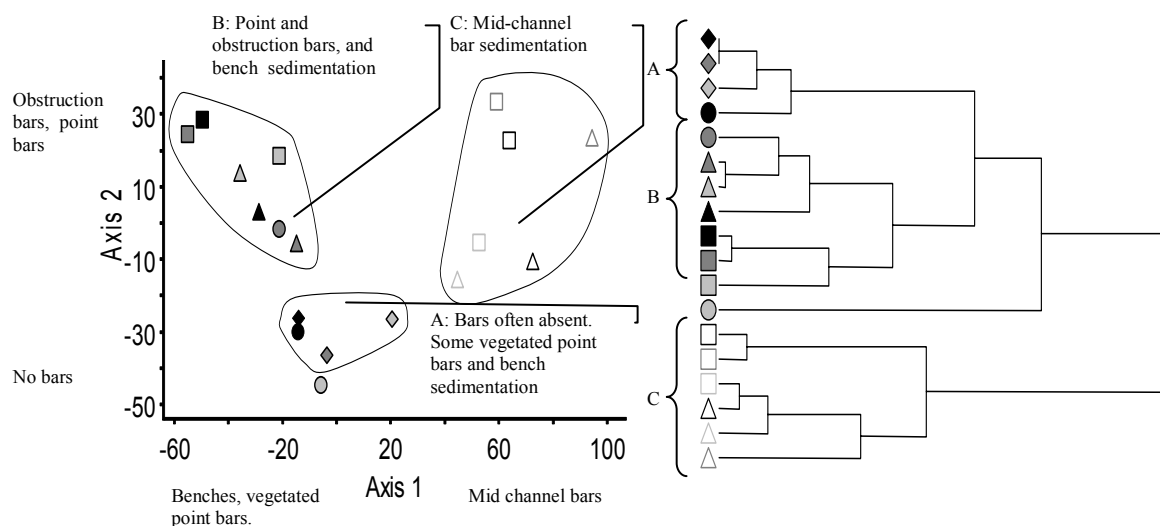 B: Point and
obstruction bars, and
bench sedimentation
C: Mid-channel
bar sedimentation
A
B
C
Obstruction
bars, point
bars
No bars
Axis 2
30
10
-10
-30
-50
A: Bars often absent.
Some vegetated point
bars and bench
sedimentation
-60
-20
20
60
100
Axis 1
Benches, vegetated
point bars.
Mid channel bars